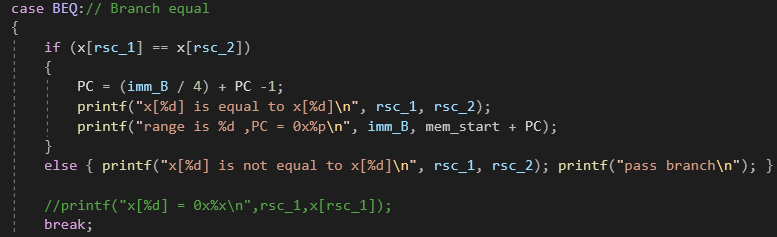 case BEQ:// Branch equal
{
if (x[rsc_1] == x[rsc_2])
{
PC = (imm_B / 4) + PC -1;
printf("x[%d] is equal to x[%d]\n", rsc_1, rsc_2);
printf("range is %d ,PC = 0x%p\n", imm_B, mem_start + PC);
}
else { printf("x[%d] is not equal to x[%d]\n", rsc_1, rsc_2); printf("pass branch\n"); }
//printf("x[%d] = 0x%x\n",rsc_1,x[rsc_1]);
break;